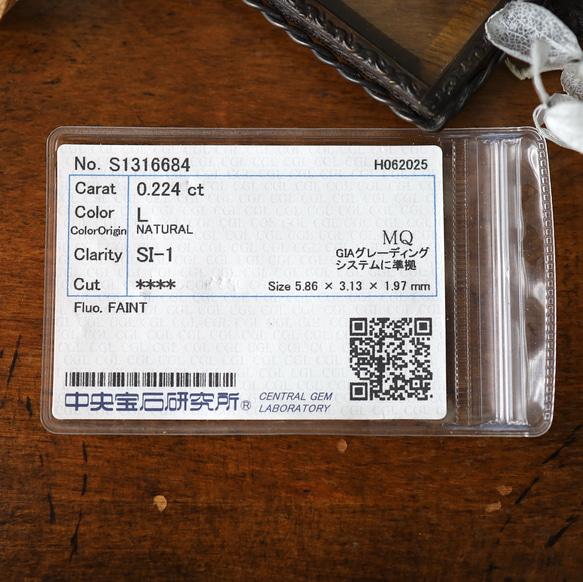 No. S1316684 H062025
Carat 0.224 ct
Color L
ColorOrigin NATURAL
Clarity SI-1
MQ
GIAグレーディング
システムに準拠
Cut ****
Size 5.86 × 3.13 × 1.97 mm
Fluo. FAINT
中央宝石研究所®
CENTRAL GEM
LABORATORY